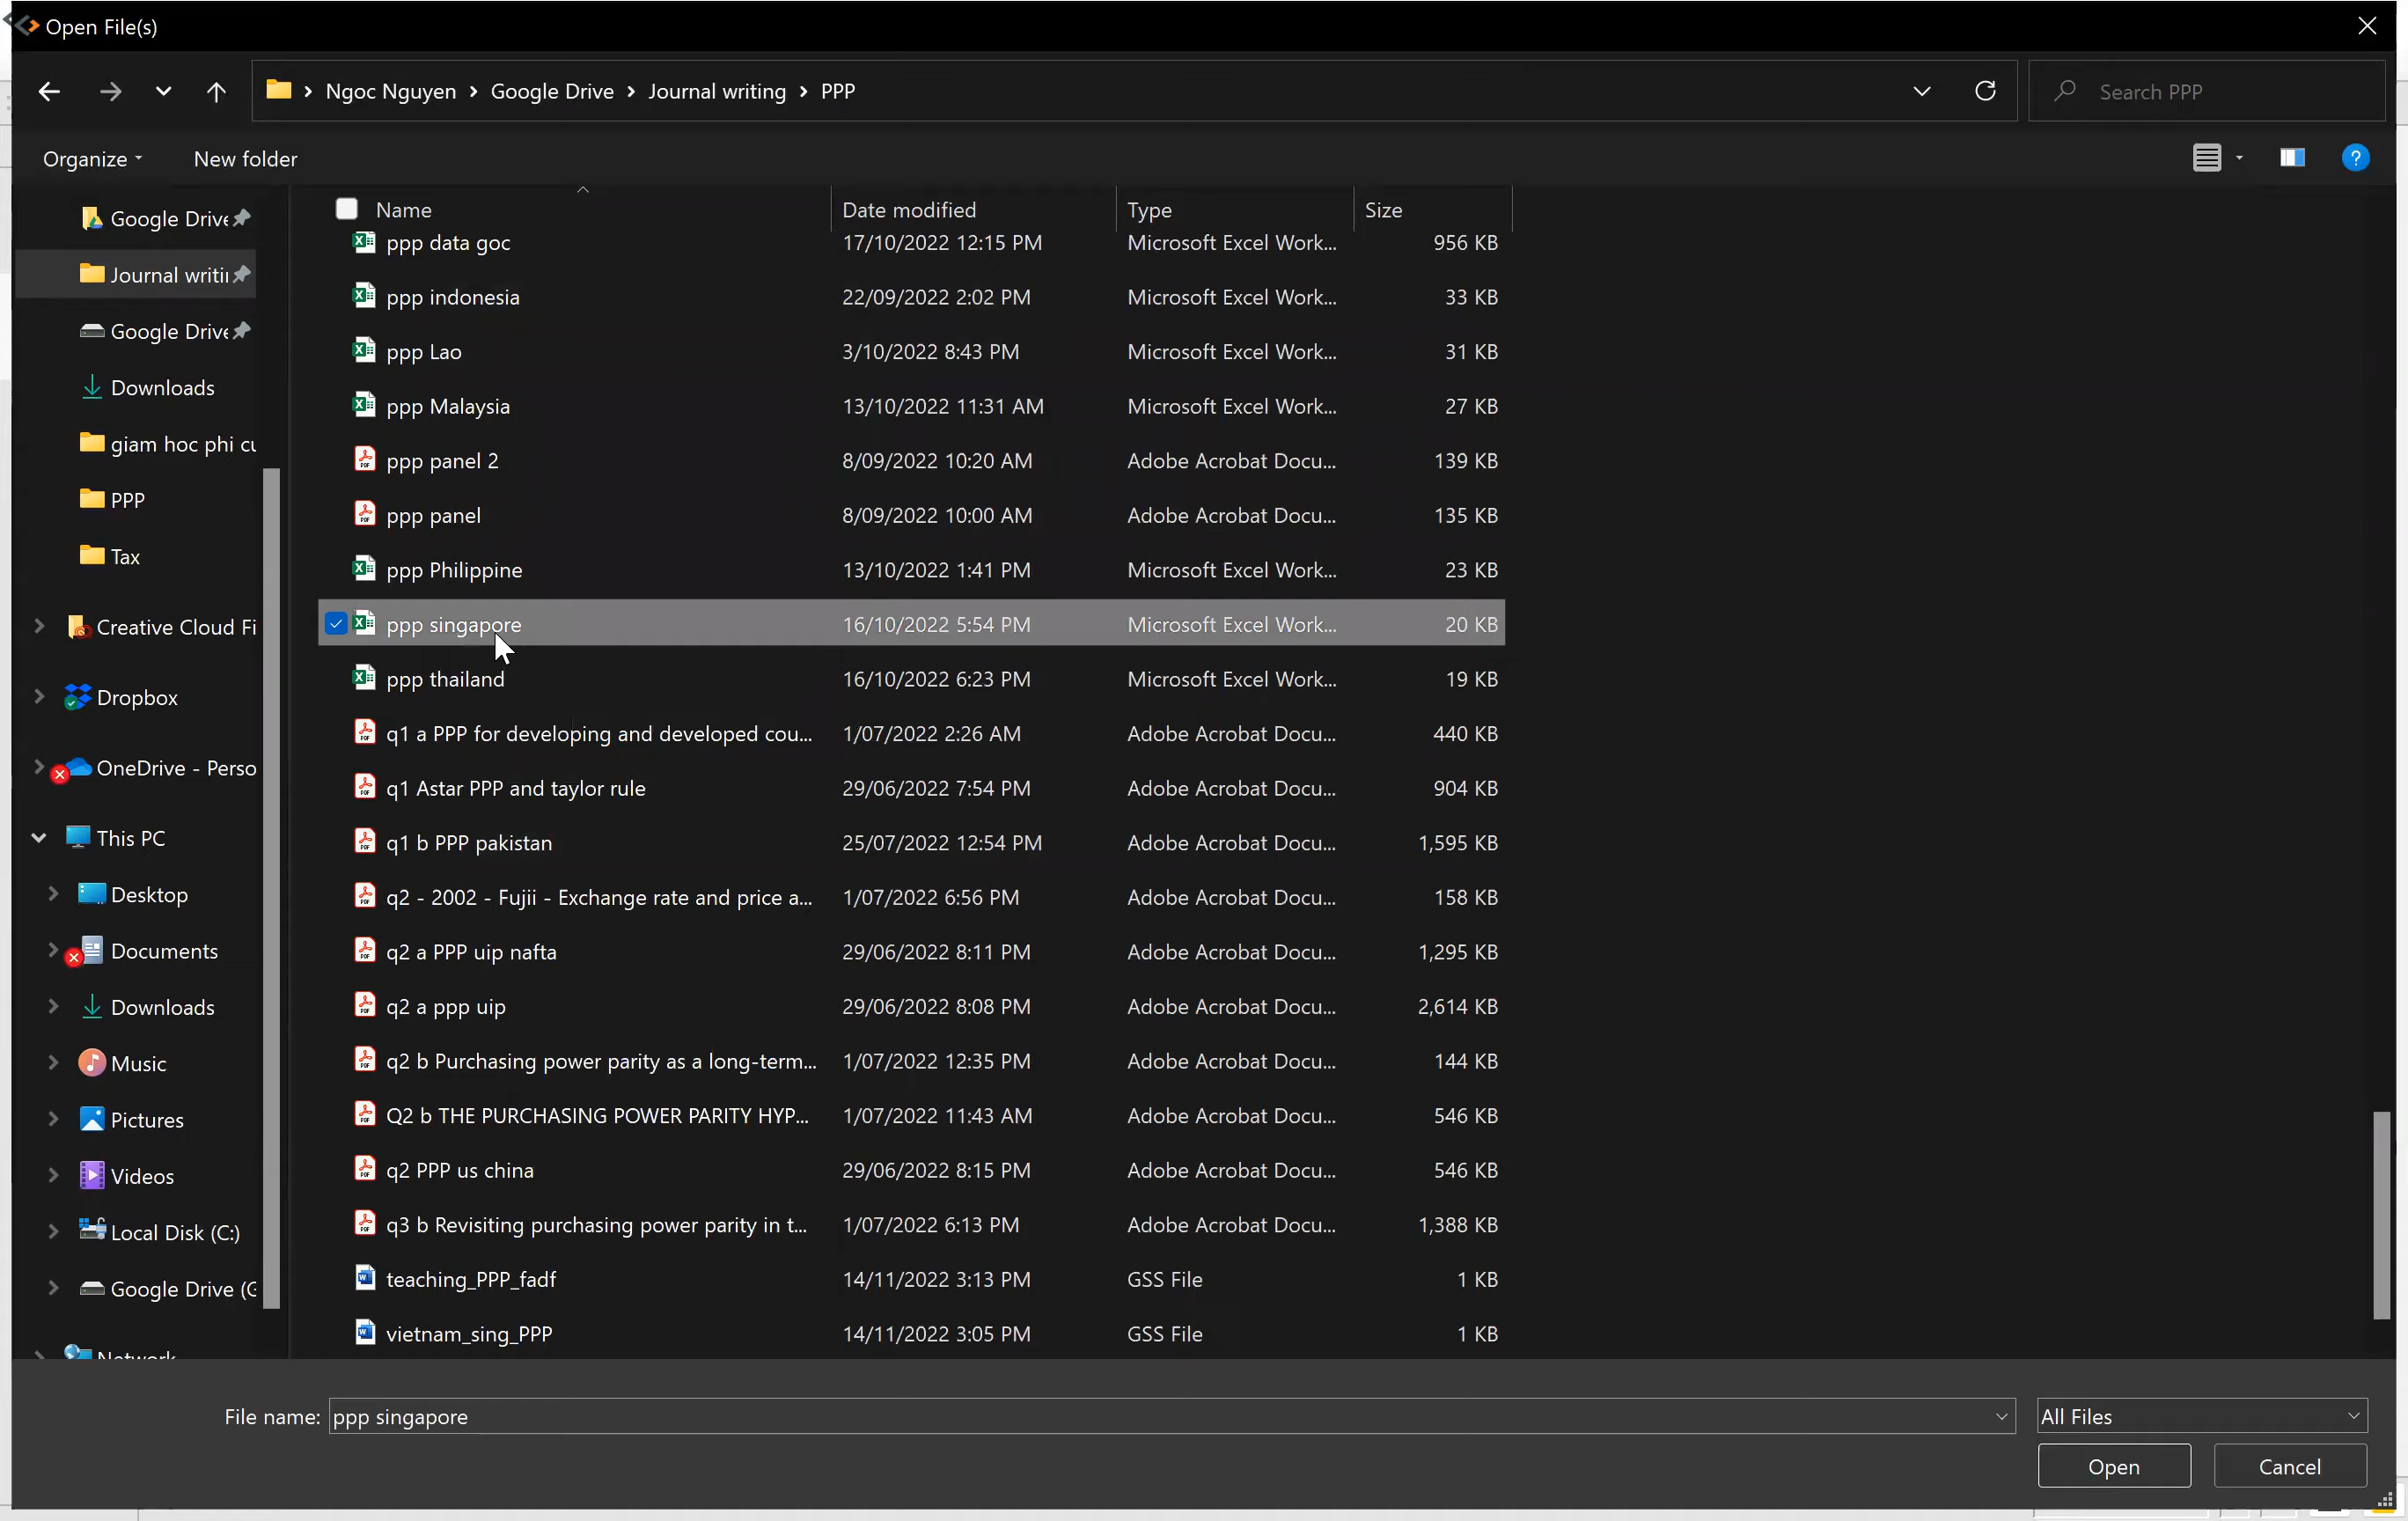 Open File(s)
Ngoc Nguyen > Google Drive > Journal writing > PPP
Search PPP
Organize
New folder
Name Date modified Type Size
Google Drive
Journal writi
Google Drive
Downloads
giam hoc phi cu
PPP
Tax
Creative Cloud Fi
Dropbox
OneDrive - Perso
This PC
Desktop
Documents
Downloads
Music
Pictures
Videos
Local Disk (C:)
Google Drive (G
Network
ppp data goc 17/10/2022 12:15 PM Microsoft Excel Work... 956 KB
ppp indonesia 22/09/2022 2:02 PM Microsoft Excel Work... 33 KB
ppp Lao 3/10/2022 8:43 PM Microsoft Excel Work... 31 KB
ppp Malaysia 13/10/2022 11:31 AM Microsoft Excel Work... 27 KB
ppp panel 2 8/09/2022 10:20 AM Adobe Acrobat Docu... 139 KB
ppp panel 8/09/2022 10:00 AM Adobe Acrobat Docu... 135 KB
ppp Philippine 13/10/2022 1:41 PM Microsoft Excel Work... 23 KB
ppp singapore 16/10/2022 5:54 PM Microsoft Excel Work... 20 KB
ppp thailand 16/10/2022 6:23 PM Microsoft Excel Work... 19 KB
q1 a PPP for developing and developed cou... 1/07/2022 2:26 AM Adobe Acrobat Docu... 440 KB
q1 Astar PPP and taylor rule 29/06/2022 7:54 PM Adobe Acrobat Docu... 904 KB
q1 b PPP pakistan 25/07/2022 12:54 PM Adobe Acrobat Docu... 1,595 KB
q2 - 2002 - Fujii - Exchange rate and price a... 1/07/2022 6:56 PM Adobe Acrobat Docu... 158 KB
q2 a PPP uip nafta 29/06/2022 8:11 PM Adobe Acrobat Docu... 1,295 KB
q2 a ppp uip 29/06/2022 8:08 PM Adobe Acrobat Docu... 2,614 KB
q2 b Purchasing power parity as a long-term... 1/07/2022 12:35 PM Adobe Acrobat Docu... 144 KB
Q2 b THE PURCHASING POWER PARITY HYP... 1/07/2022 11:43 AM Adobe Acrobat Docu... 546 KB
q2 PPP us china 29/06/2022 8:15 PM Adobe Acrobat Docu... 546 KB
q3 b Revisiting purchasing power parity in t... 1/07/2022 6:13 PM Adobe Acrobat Docu... 1,388 KB
teaching_PPP_fadf 14/11/2022 3:13 PM GSS File 1 KB
vietnam_sing_PPP 14/11/2022 3:05 PM GSS File 1 KB
File name: ppp singapore All Files
Open Cancel